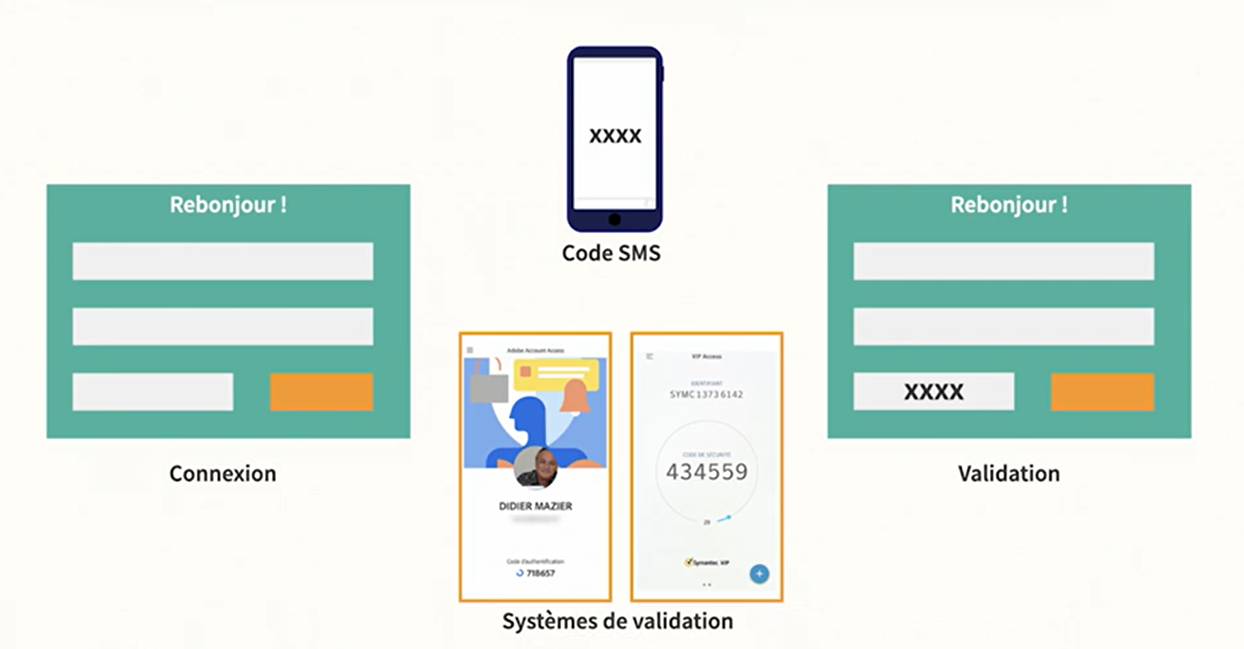 XXXX
Code SMS
Rebonjour !
Connexion
Rebonjour !
XXXX
Validation
Adobe Account Access
DIDIER MAZIER
Code d'authentification
718657
VIP Access
IDENTIFIANT
SYMC13736142
CODE DE SÉCURITÉ
434559
28
Symantec. VIP
+
Systèmes de validation